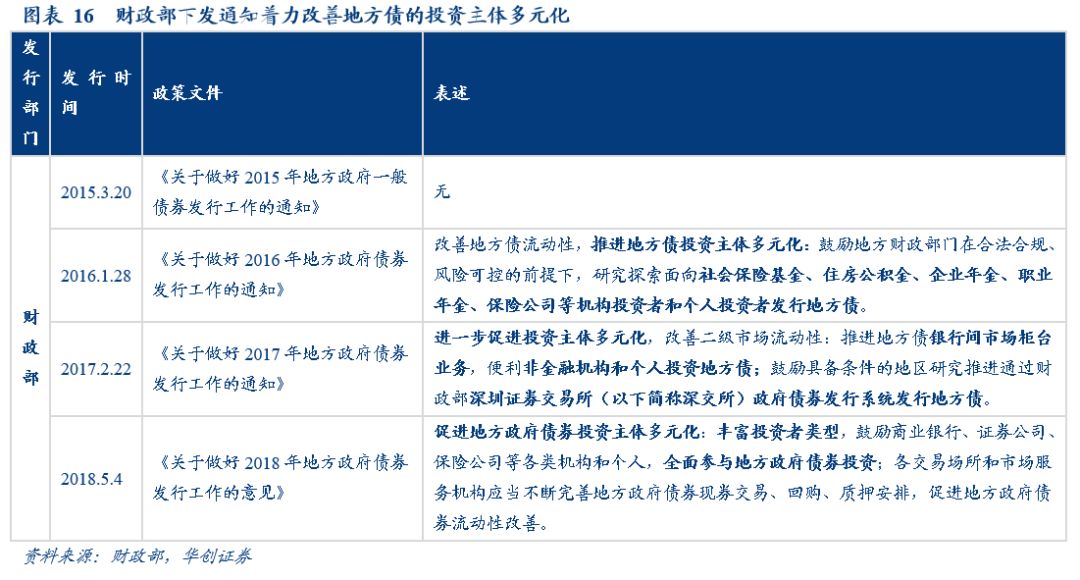 图表 16 财政部下发通知着力改善地方债的投资主体多元化
发行部门
发行时间
政策文件
表述
财政部
2015.3.20
《关于做好 2015 年地方政府一般
债券发行工作的通知》
无
2016.1.28
《关于做好 2016 年地方政府债券
发行工作的通知》
改善地方债流动性，推进地方债投资主体多元化：鼓励地方财政部门在合法合规、
风险可控的前提下，研究探索面向社会保险基金、住房公积金、企业年金、职业
年金、保险公司等机构投资者和个人投资者发行地方债。
2017.2.22
《关于做好 2017 年地方政府债券
发行工作的通知》
进一步促进投资主体多元化，改善二级市场流动性：推进地方债银行间市场柜台
业务，便利非金融机构和个人投资地方债；鼓励具备条件的地区研究推进通过财
政部深圳证券交易所（以下简称深交所）政府债券发行系统发行地方债。
2018.5.4
《关于做好 2018 年地方政府债券
发行工作的意见》
促进地方政府债券投资主体多元化：丰富投资者类型，鼓励商业银行、证券公司、
保险公司等各类机构和个人，全面参与地方政府债券投资；各交易场所和市场服
务机构应当不断完善地方政府债券现券交易、回购、质押安排，促进地方政府债
券流动性改善。
资料来源：财政部，华创证券